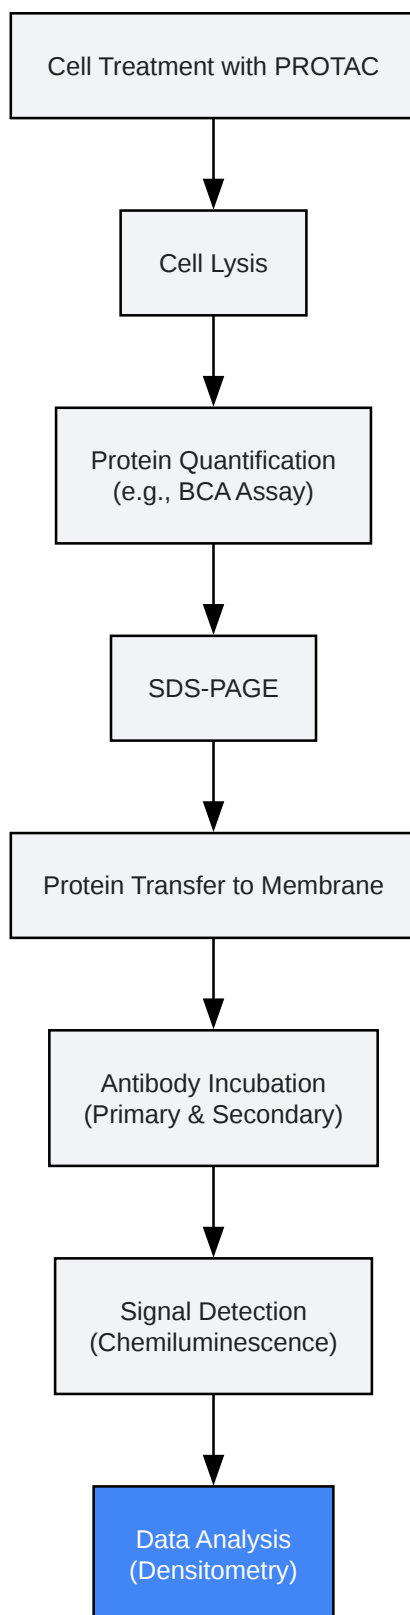 Cell Treatment with PROTAC
Cell Lysis
Protein Quantification
(e.g., BCA Assay)
SDS-PAGE
Protein Transfer to Membrane
Antibody Incubation
(Primary & Secondary)
Signal Detection
(Chemiluminescence)
Data Analysis
(Densitometry)